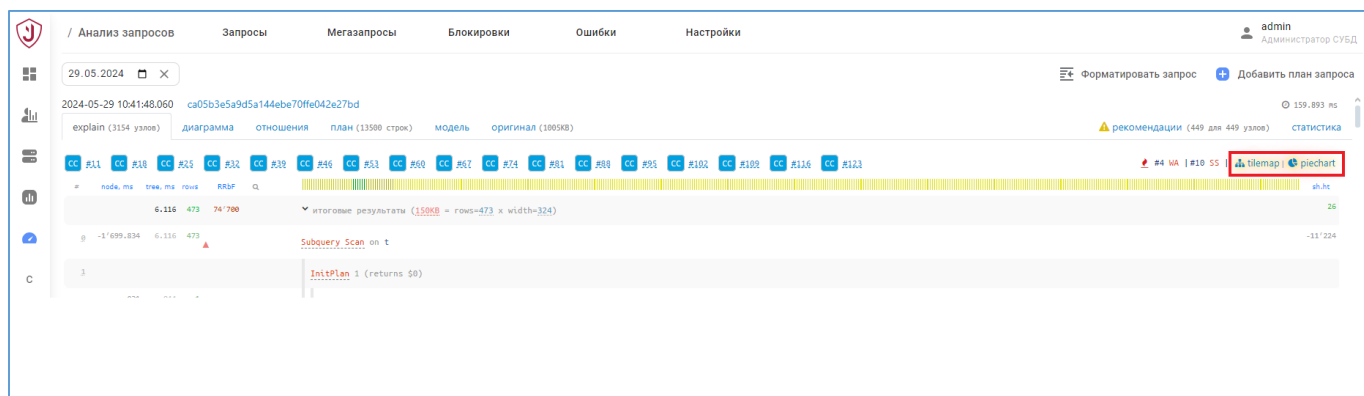 / Анализ запросов Запросы Мегазапросы Блокировки Ошибки Настройки admin
Администратор СУБД
29.05.2024 Форматировать запрос Добавить план запроса
2024-05-29 10:41:48.060 ca05b3e5a9d5a144ebe70ffe042e27bd 159.893 ms
explain (3154 узлов) диаграмма отношения план (13500 строк) модель оригинал (1005KB) рекомендации (449 для 449 узлов) статистика
CC #11 CC #18 CC #25 CC #32 CC #39 CC #46 CC #53 CC #60 CC #67 CC #74 CC #81 CC #88 CC #95 CC #102 CC #109 CC #116 CC #123 #4 WA | #10 SS | tilemap | piechart
# node, ms tree, ms rows RRbF sh.ht
6.116 473 74'700 итоговые результаты (150KB = rows=473 x width=324) 26
0 -1'699.834 6.116 473 Subquery Scan on t -11'224
1 InitPlan 1 (returns $0)
C